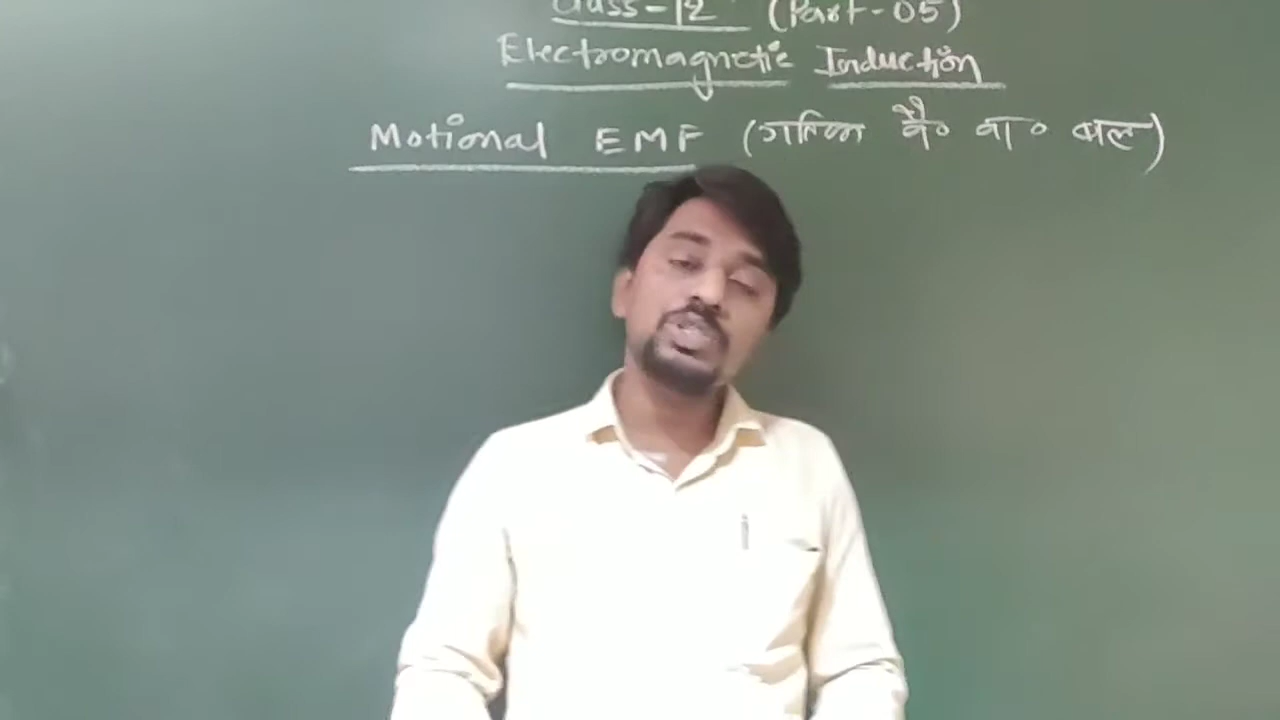 Class-12 (Part-05)
Electromagnetic Induction
Motional EMF (गतिक वै० वा० बल)